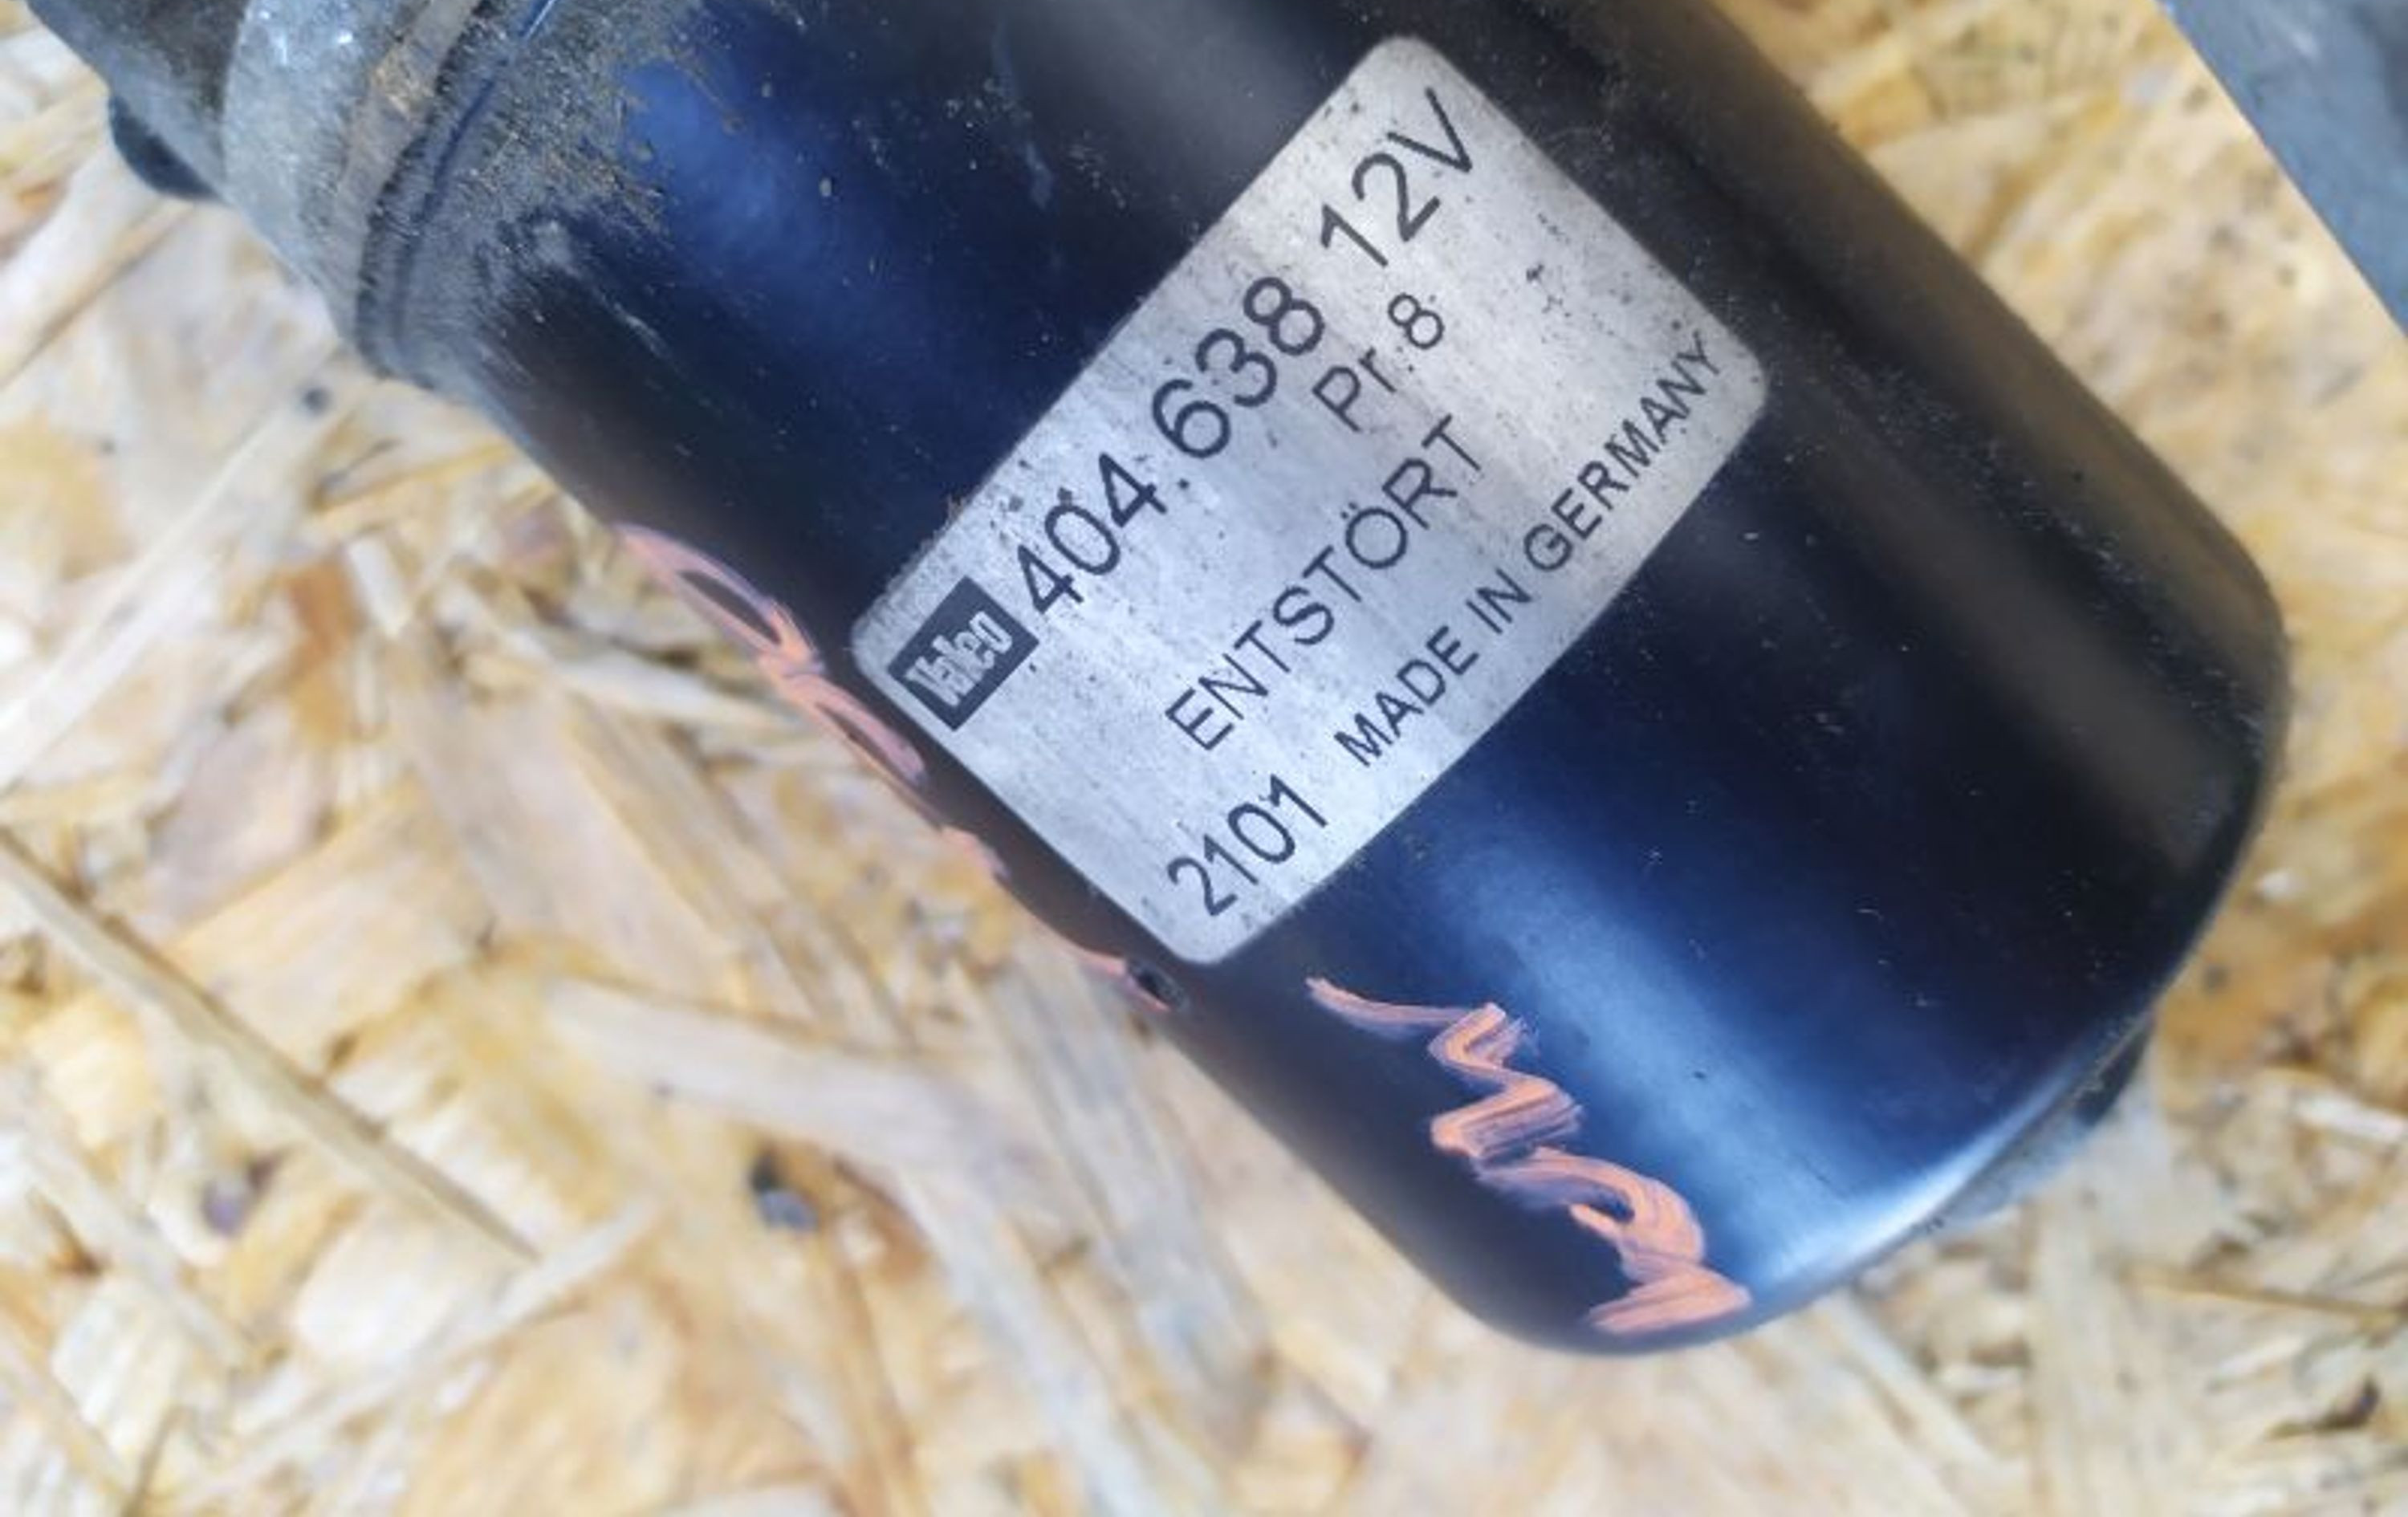 Valeo 404.638 12V
Pr.8
ENTSTÖRT
2101 MADE IN GERMANY